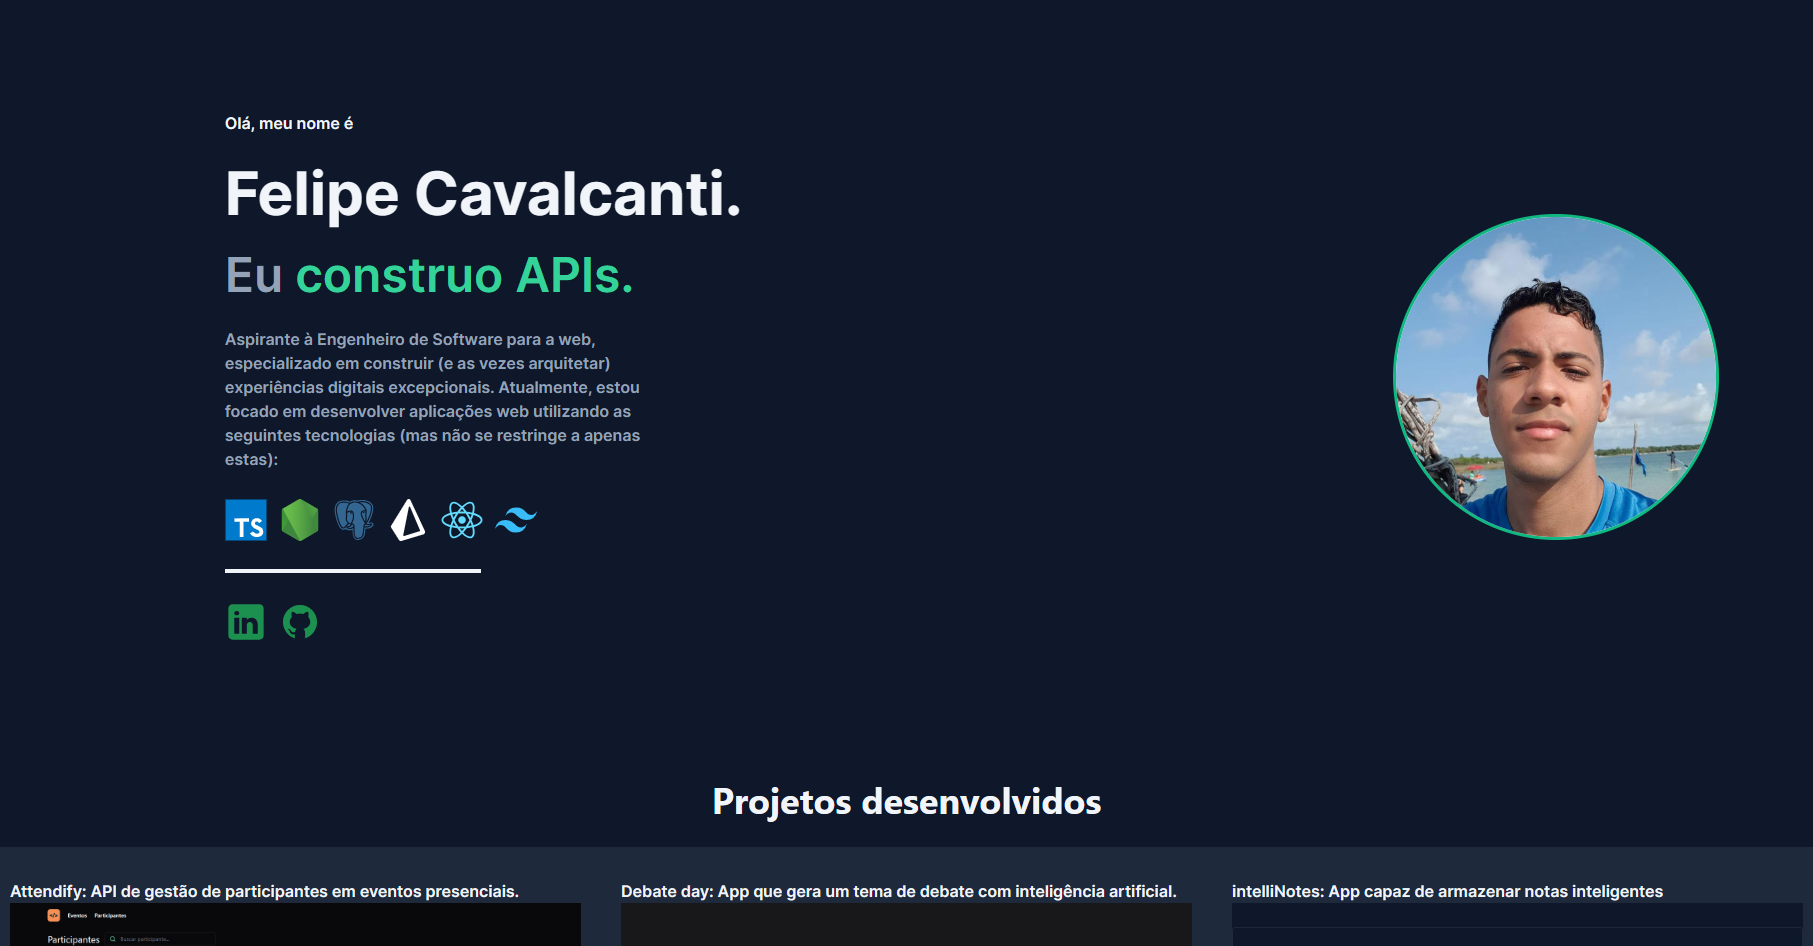 Olá, meu nome é
Felipe Cavalcanti.
Eu construo APIs.
Aspirante à Engenheiro de Software para a web,
especializado em construir (e as vezes arquitetar)
experiências digitais excepcionais. Atualmente, estou
focado em desenvolver aplicações web utilizando as
seguintes tecnologias (mas não se restringe a apenas
estas):
TS
in
Projetos desenvolvidos
Attendify: API de gestão de participantes em eventos presenciais.
Debate day: App que gera um tema de debate com inteligência artificial.
intelliNotes: App capaz de armazenar notas inteligentes
</> Eventos Participantes
Participantes Buscar participante...